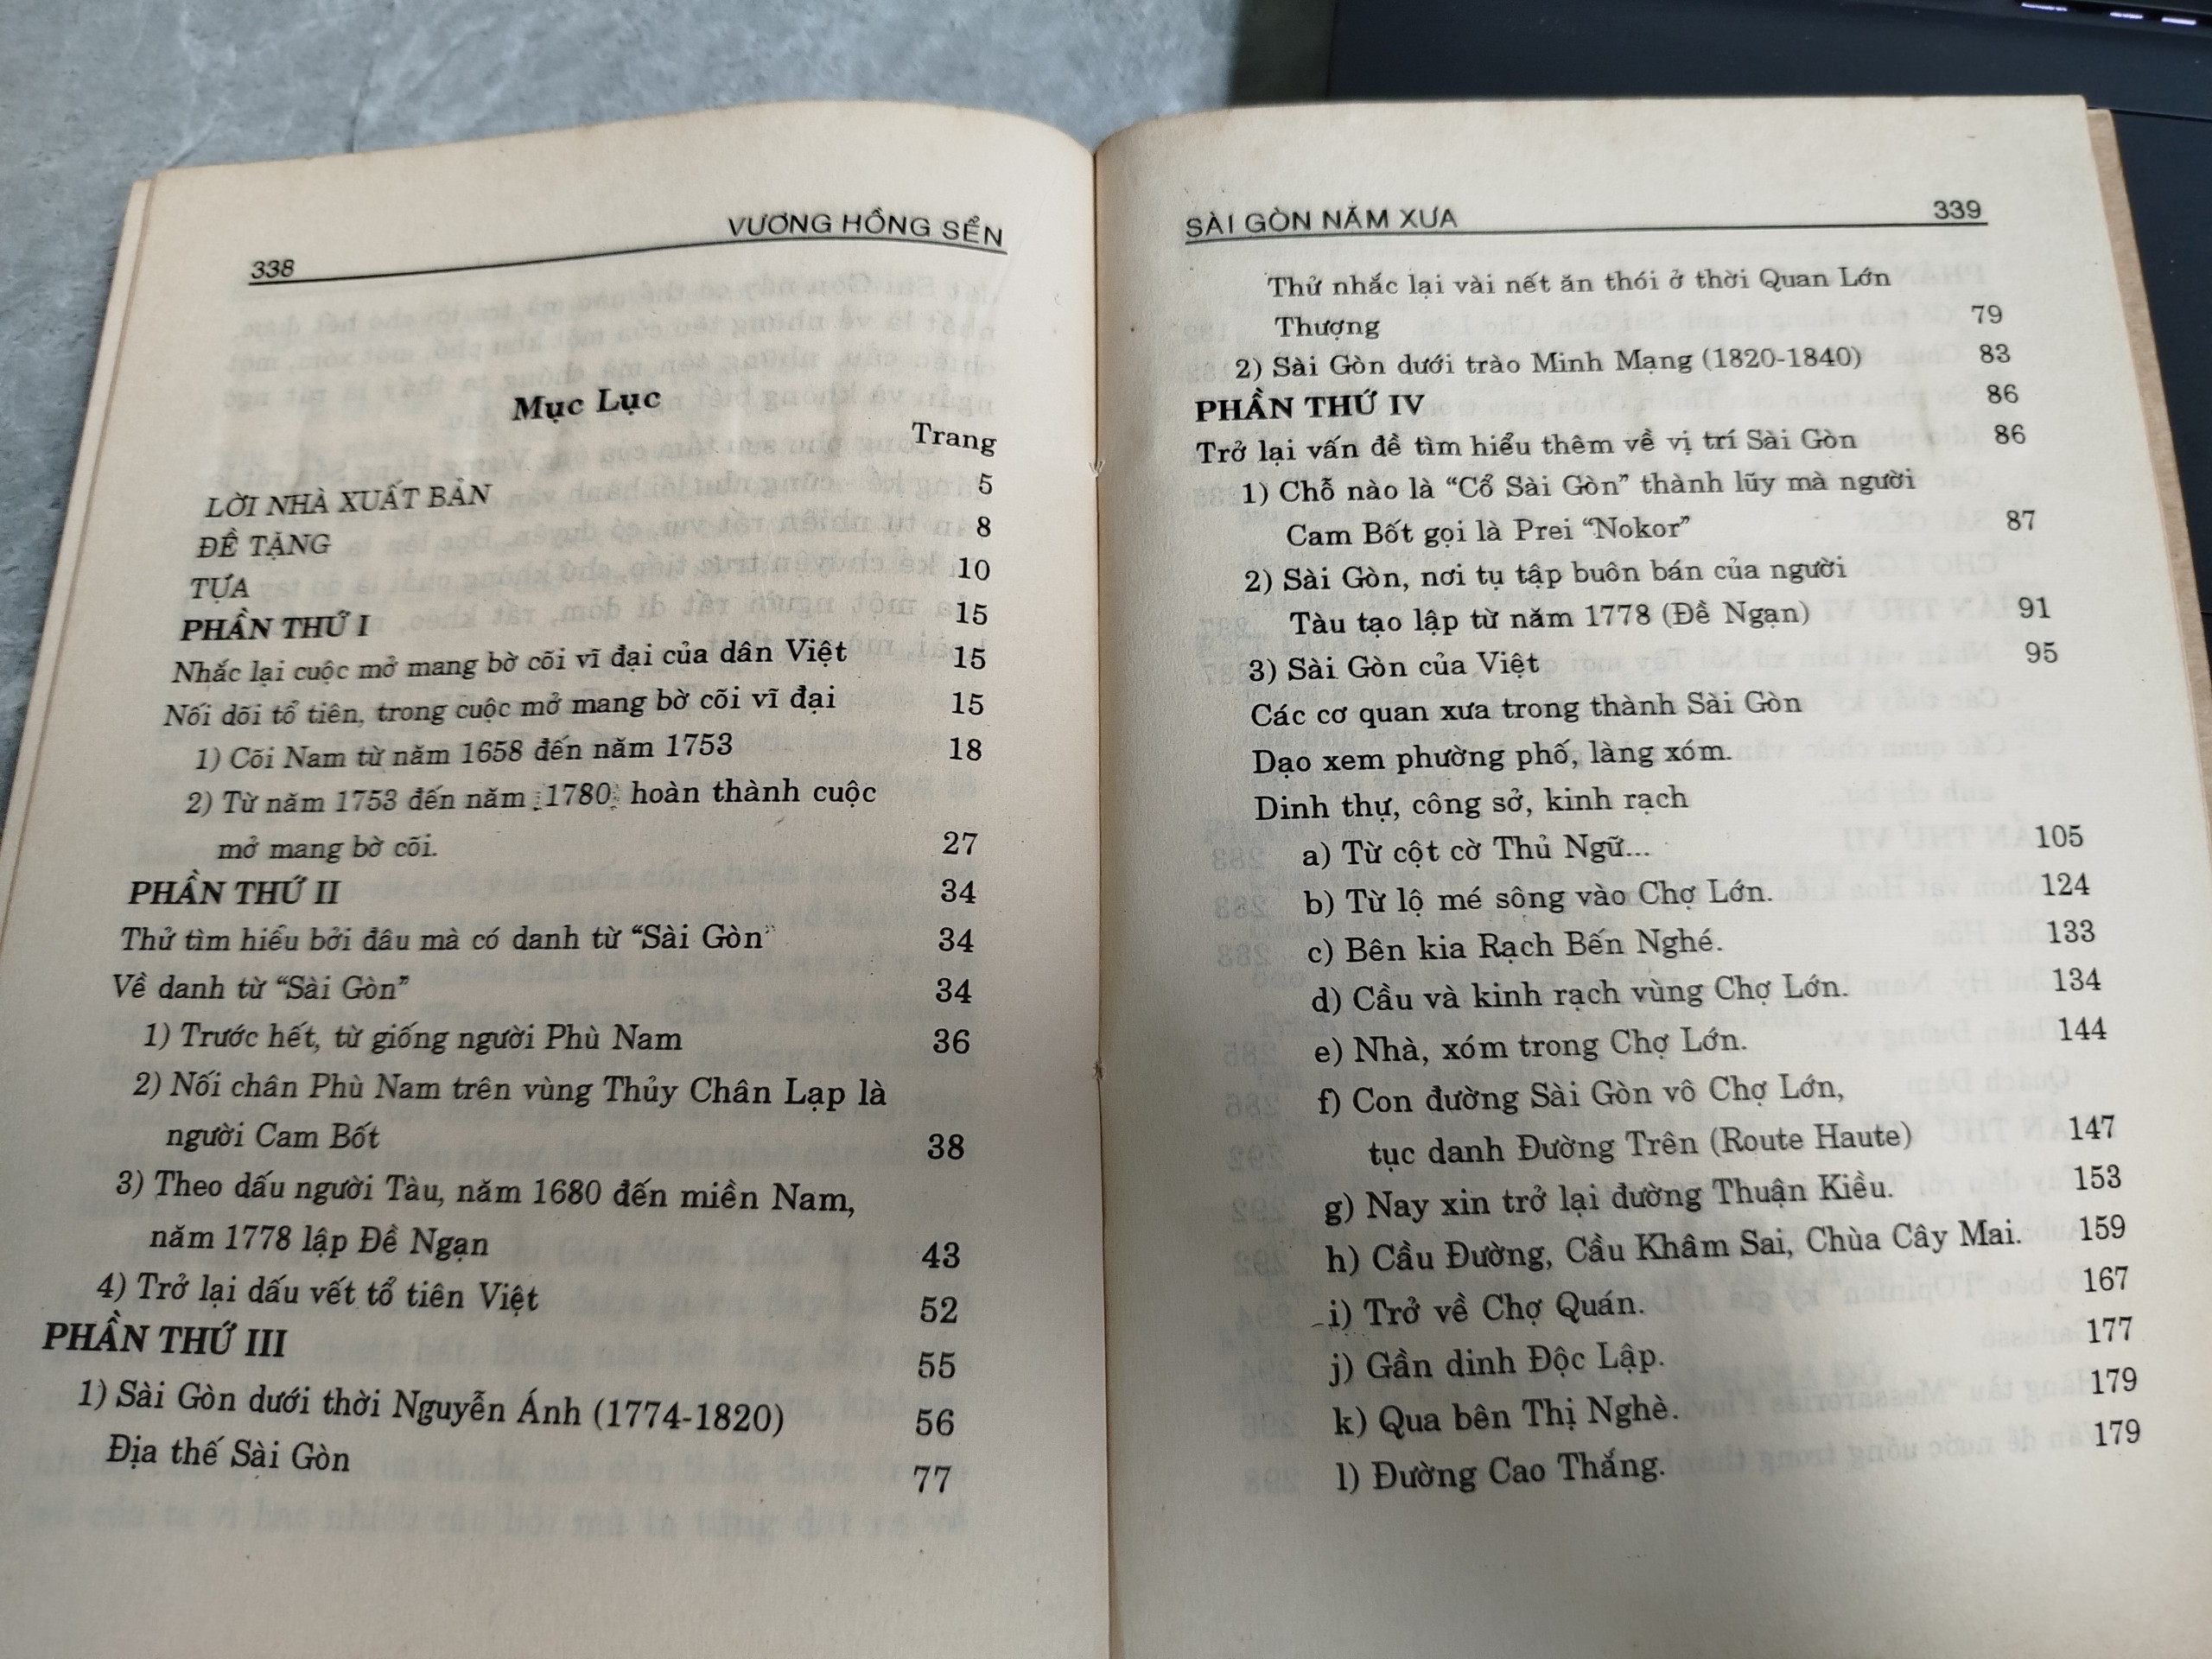 338
VƯƠNG HỒNG SỂN
Mục Lục
Trang
LỜI NHÀ XUẤT BẢN 5
ĐỀ TẶNG 8
TỰA 10
PHẦN THỨ I 15
Nhắc lại cuộc mở mang bờ cõi vĩ đại của dân Việt 15
Nối dõi tổ tiên, trong cuộc mở mang bờ cõi vĩ đại 15
1) Cõi Nam từ năm 1658 đến năm 1753 18
2) Từ năm 1753 đến năm 1780 hoàn thành cuộc
mở mang bờ cõi. 27
PHẦN THỨ II 34
Thử tìm hiểu bởi đâu mà có danh từ “Sài Gòn” 34
Về danh từ “Sài Gòn” 34
1) Trước hết, từ giống người Phù Nam 36
2) Nối chân Phù Nam trên vùng Thủy Chân Lạp là
người Cam Bốt 38
3) Theo dấu người Tàu, năm 1680 đến miền Nam,
năm 1778 lập Đề Ngạn 43
4) Trở lại dấu vết tổ tiên Việt 52
PHẦN THỨ III 55
1) Sài Gòn dưới thời Nguyễn Ánh (1774-1820) 56
Địa thế Sài Gòn 77
SÀI GÒN NĂM XƯA
339
Thử nhắc lại vài nết ăn thói ở thời Quan Lớn
Thượng 79
2) Sài Gòn dưới trào Minh Mạng (1820-1840) 83
PHẦN THỨ IV 86
Trở lại vấn đề tìm hiểu thêm về vị trí Sài Gòn 86
1) Chỗ nào là “Cổ Sài Gòn” thành lũy mà người
Cam Bốt gọi là Prei “Nokor” 87
2) Sài Gòn, nơi tụ tập buôn bán của người
Tàu tạo lập từ năm 1778 (Đề Ngạn) 91
3) Sài Gòn của Việt 95
Các cơ quan xưa trong thành Sài Gòn
Dạo xem phường phố, làng xóm.
Dinh thự, công sở, kinh rạch
a) Từ cột cờ Thủ Ngữ... 105
b) Từ lộ mé sông vào Chợ Lớn. 124
c) Bên kia Rạch Bến Nghé. 133
d) Cầu và kinh rạch vùng Chợ Lớn. 134
e) Nhà, xóm trong Chợ Lớn. 144
f) Con đường Sài Gòn vô Chợ Lớn,
tục danh Đường Trên (Route Haute) 147
g) Nay xin trở lại đường Thuận Kiều. 153
h) Cầu Đường, Cầu Khâm Sai, Chùa Cây Mai. 159
i) Trở về Chợ Quán. 167
j) Gần dinh Độc Lập. 177
k) Qua bên Thị Nghè. 179
l) Đường Cao Thắng. 179